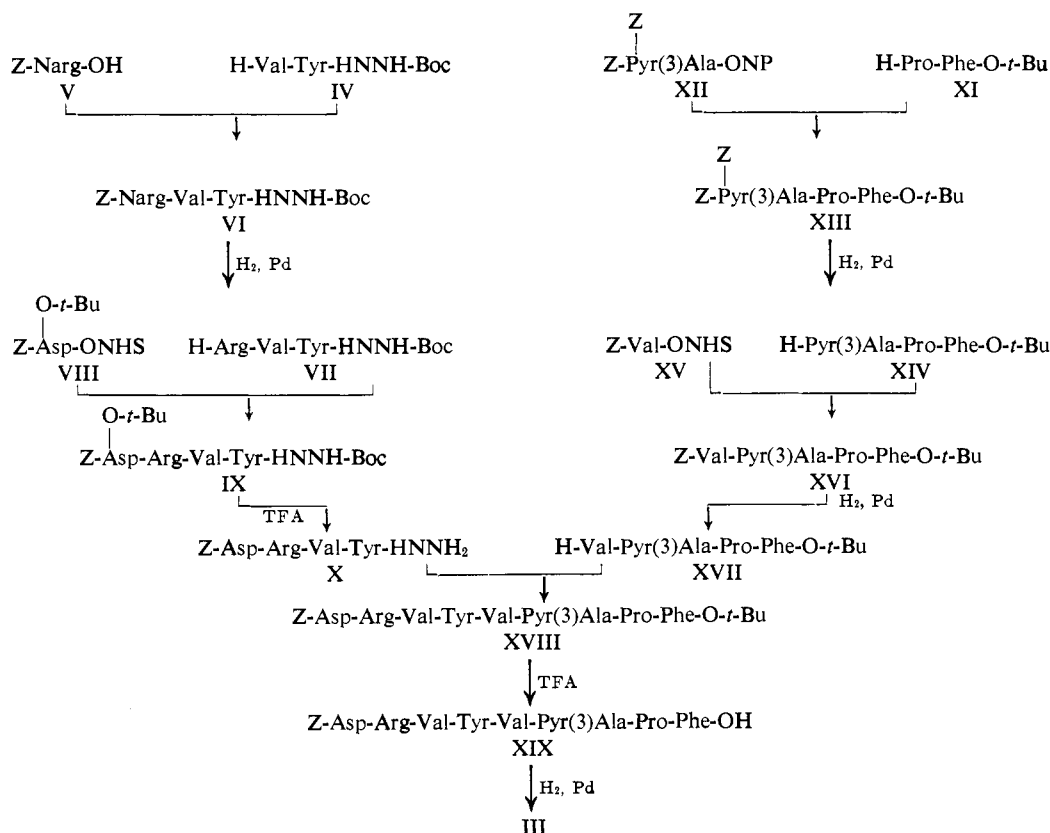 Z
Z-Narg-OH H-Val-Tyr-HNNH-Boc Z-Pyr(3)Ala-ONP H-Pro-Phe-O-t-Bu
V IV XII XI
Z
Z-Narg-Val-Tyr-HNNH-Boc Z-Pyr(3)Ala-Pro-Phe-O-t-Bu
VI XIII
H₂, Pd H₂, Pd
O-t-Bu
Z-Asp-ONHS H-Arg-Val-Tyr-HNNH-Boc Z-Val-ONHS H-Pyr(3)Ala-Pro-Phe-O-t-Bu
VIII VII XV XIV
O-t-Bu
Z-Asp-Arg-Val-Tyr-HNNH-Boc Z-Val-Pyr(3)Ala-Pro-Phe-O-t-Bu
IX XVI
TFA H₂, Pd
Z-Asp-Arg-Val-Tyr-HNNH₂ H-Val-Pyr(3)Ala-Pro-Phe-O-t-Bu
X XVII
Z-Asp-Arg-Val-Tyr-Val-Pyr(3)Ala-Pro-Phe-O-t-Bu
XVIII
TFA
Z-Asp-Arg-Val-Tyr-Val-Pyr(3)Ala-Pro-Phe-OH
XIX
H₂, Pd
III